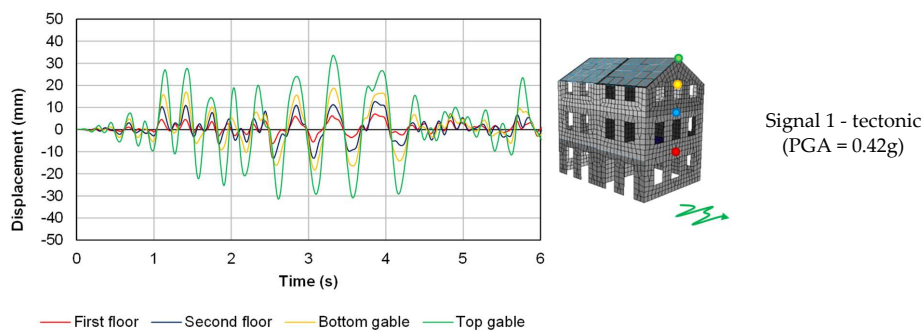 50
40
30
20
10
0
-10
-20
-30
-40
-50
Displacement (mm)
0 1 2 3 4 5 6
Time (s)
First floor Second floor Bottom gable Top gable
Signal 1 - tectonic
(PGA = 0.42g)